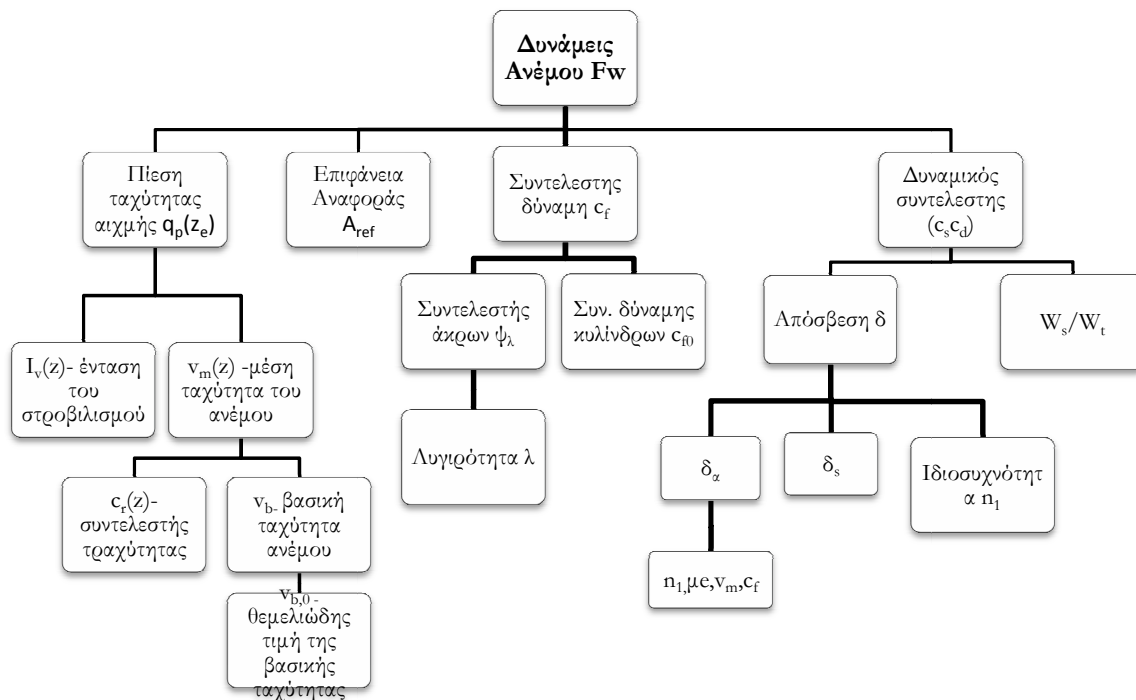 Δυνάμεις
Ανέμου Fw
Πίεση
ταχύτητας
αιχμής qp(ze)
Επιφάνεια
Αναφοράς
Aref
Συντελεστης
δύναμη cf
Δυναμικός
συντελεστης
(cscd)
Συντελεστής
άκρων ψλ
Συν. δύναμης
κυλίνδρων cf0
Απόσβεση δ
Ws/Wt
Iv(z)- ένταση
του
στροβιλισμού
vm(z) -μέση
ταχύτητα του
ανέμου
Λυγιρότητα λ
δα
δs
Ιδιοσυχνότητ
α n1
cr(z)-
συντελεστής
τραχύτητας
vb- βασική
ταχύτητα
ανέμου
n1,με,vm,cf
vb,0 -
θεμελιώδης
τιμή της
βασικής
ταχύτητας